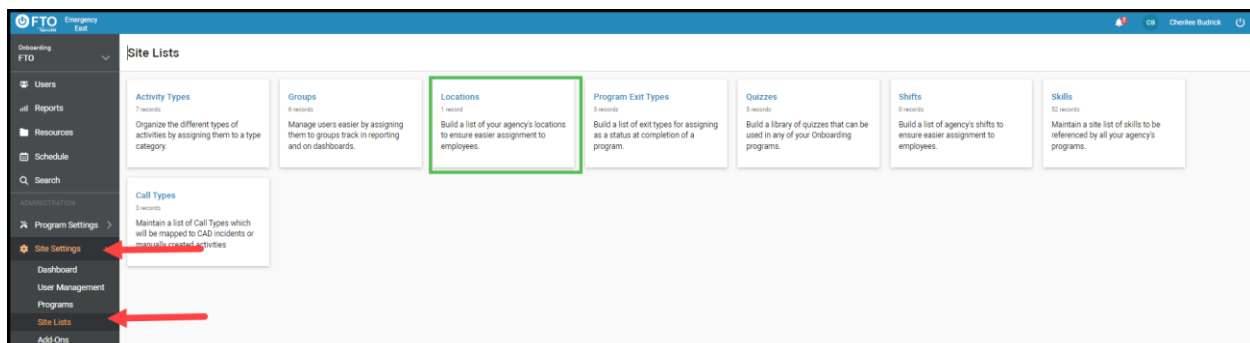 FTO Emergency East
CB Cherilee Budrick
Onboarding
FTO
Site Lists
Users
Reports
Resources
Schedule
Search
ADMINISTRATION
Program Settings
Site Settings
Dashboard
User Management
Programs
Site Lists
Add-Ons
Activity Types
7 records
Organize the different types of
activities by assigning them to a type
category.
Groups
6 records
Manage users easier by assigning
them to groups track in reporting
and on dashboards.
Locations
1 record
Build a list of your agency's locations
to ensure easier assignment to
employees.
Program Exit Types
3 records
Build a list of exit types for assigning
as a status at completion of a
program.
Quizzes
5 records
Build a library of quizzes that can be
used in any of your Onboarding
programs.
Shifts
0 records
Build a list of agency's shifts to
ensure easier assignment to
employees.
Skills
52 records
Maintain a site list of skills to be
referenced by all your agency's
programs.
Call Types
3 records
Maintain a list of Call Types which
will be mapped to CAD incidents or
manually created activities